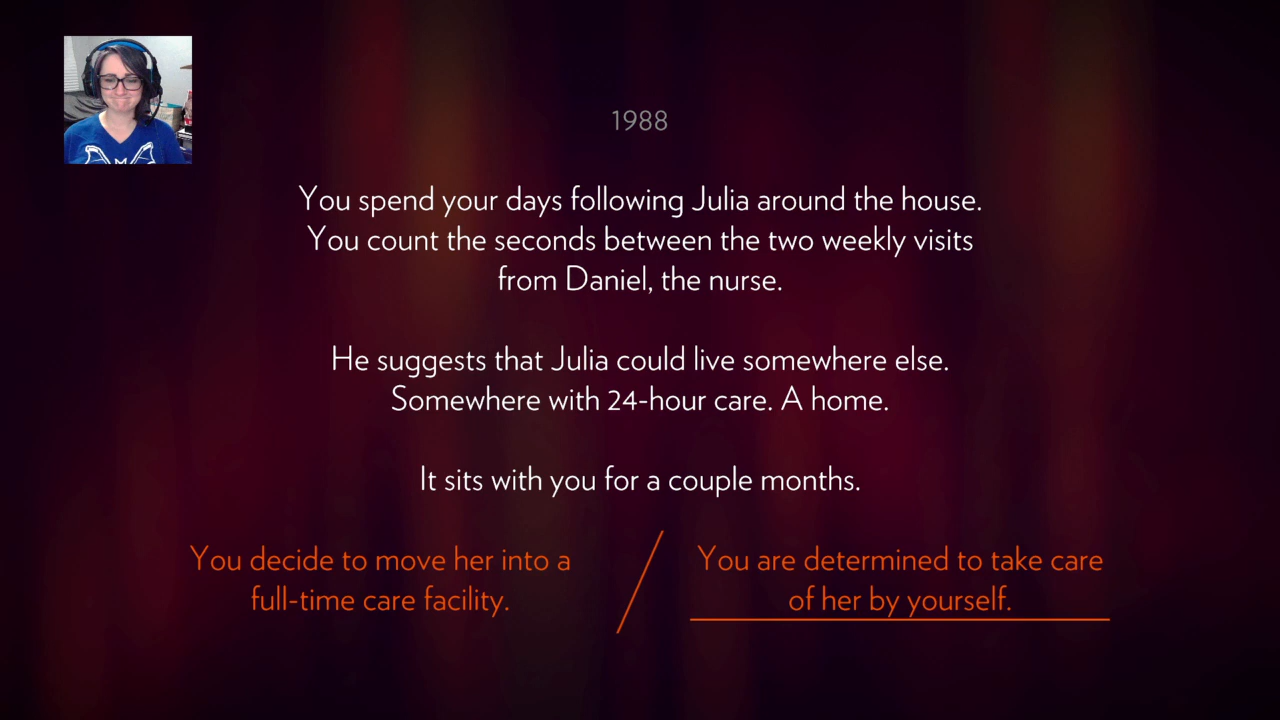 1988
You spend your days following Julia around the house.
You count the seconds between the two weekly visits
from Daniel, the nurse.
He suggests that Julia could live somewhere else.
Somewhere with 24-hour care. A home.
It sits with you for a couple months.
You decide to move her into a
full-time care facility.
/
You are determined to take care
of her by yourself.